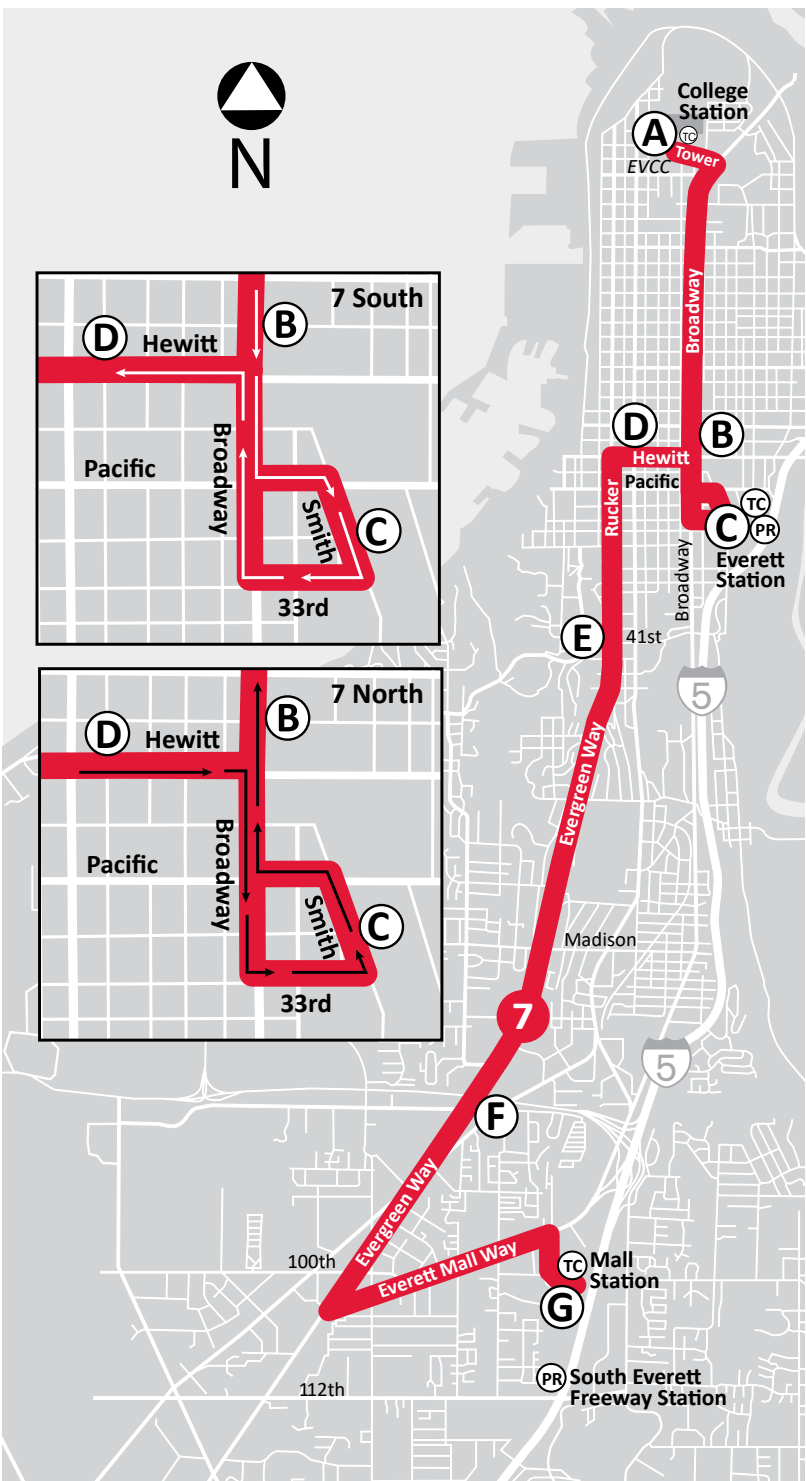 N
College
Station
A
TC
EVCC
Tower
Broadway
B
D
Hewitt
Pacific
Rucker
C
TC
PR
Everett
Station
Broadway
E
41st
5
Evergreen Way
Madison
7
5
F
Evergreen Way
100th
Everett Mall Way
TC
Mall
Station
G
112th
PR
South Everett
Freeway Station
7 South
D
Hewitt
B
Pacific
Broadway
Smith
C
33rd
7 North
D
Hewitt
B
Pacific
Broadway
Smith
C
33rd